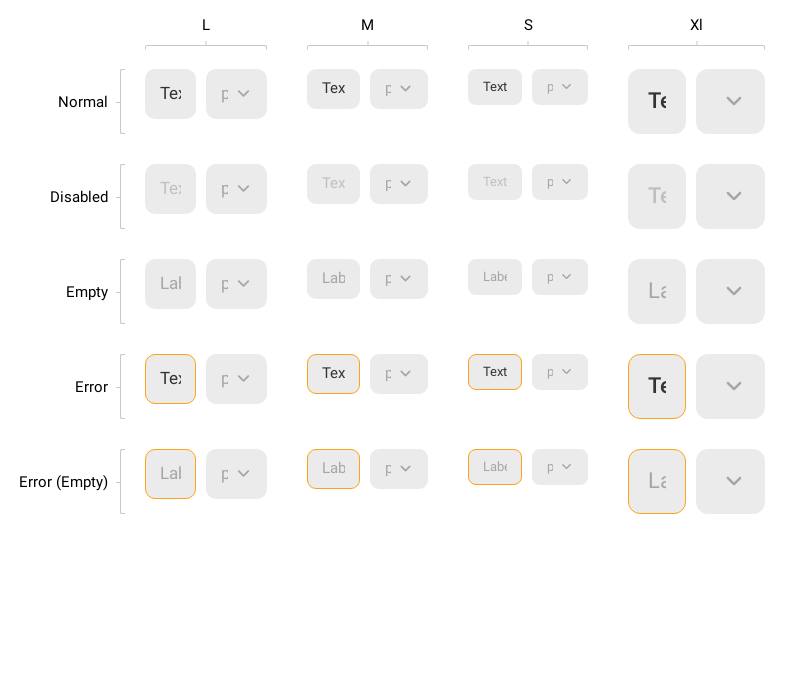 L M S Xl
Normal Tex p Tex p Text p Te
Disabled Tex p Tex p Text p Te
Empty Lal p Lab p Labe p La
Error Tex p Tex p Text p Te
Error (Empty) Lal p Lab p Labe p La